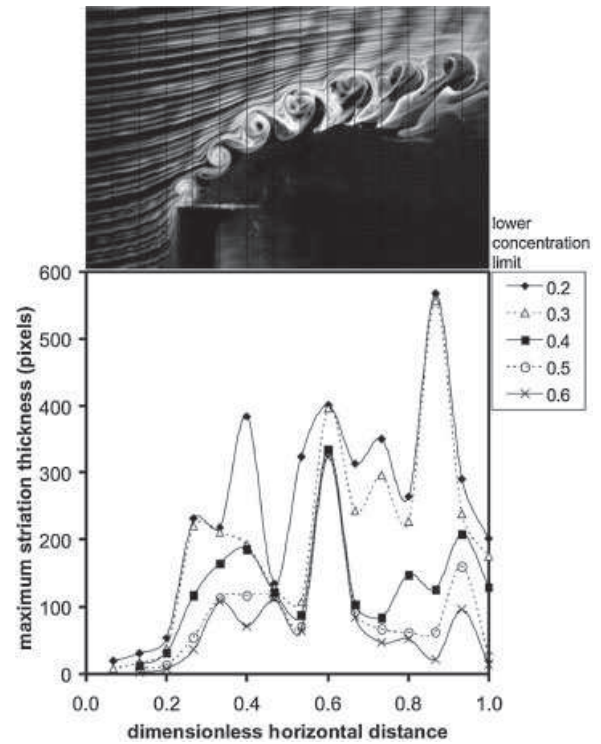 lower
concentration
limit
0.2
0.3
0.4
0.5
0.6
600
500
400
300
200
100
0
maximum striation thickness (pixels)
0.0 0.2 0.4 0.6 0.8 1.0
dimensionless horizontal distance